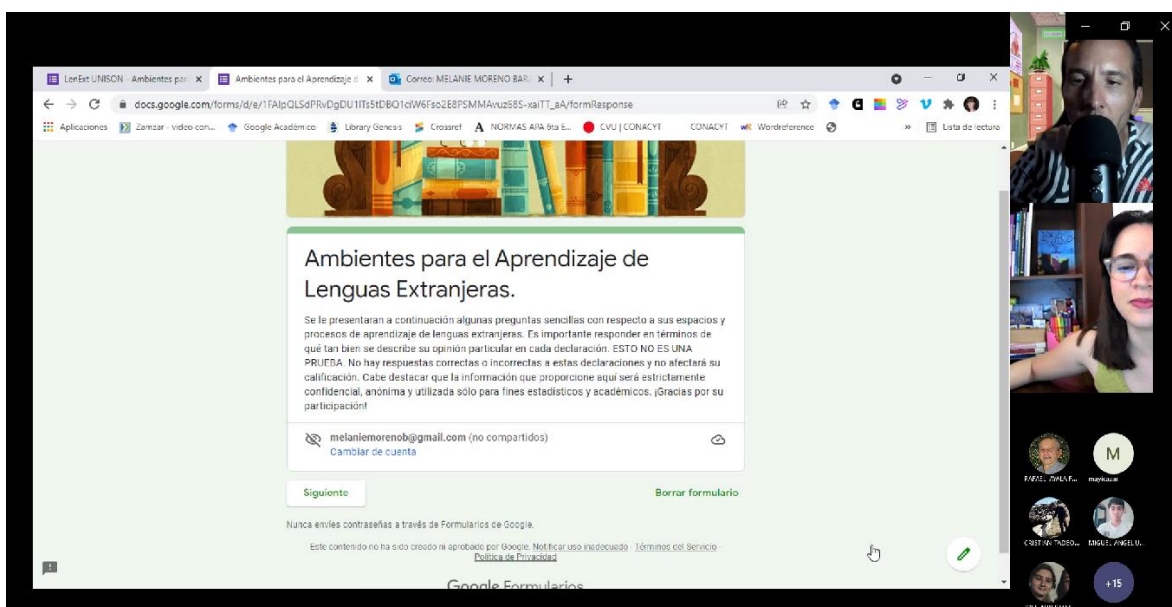 LenExt UNISON - Ambientes par
Ambientes para el Aprendizaje d
Correo: MELANIE MORENO BAR
docs.google.com/forms/d/e/1FAIpQLSdPRvDgDU1ITs5tDBQ1cIW6Fso2E8PSMMAvuz68S-xaiTT_aA/formResponse
Aplicaciones
Zamzar - video con...
Google Académico
Library Genesis
Crossref
NORMAS APA 6ta E...
CVU | CONACYT
CONACYT
Wordreference
»
Lista de lectura
Ambientes para el Aprendizaje de
Lenguas Extranjeras.
Se le presentaran a continuación algunas preguntas sencillas con respecto a sus espacios y
procesos de aprendizaje de lenguas extranjeras. Es importante responder en términos de
qué tan bien se describe su opinión particular en cada declaración. ESTO NO ES UNA
PRUEBA. No hay respuestas correctas o incorrectas a estas declaraciones y no afectará su
calificación. Cabe destacar que la información que proporcione aquí será estrictamente
confidencial, anónima y utilizada sólo para fines estadísticos y académicos. ¡Gracias por su
participación!
melaniemorenob@gmail.com (no compartidos)
Cambiar de cuenta
Siguiente
Borrar formulario
Nunca envíes contraseñas a través de Formularios de Google.
Este contenido no ha sido creado ni aprobado por Google. Notificar uso inadecuado - Términos del Servicio -
Política de Privacidad
Google Formularios
M
RAFAEL AYALA F...
CRISTIAN TADEO...
MIGUEL ANGEL U...
+15